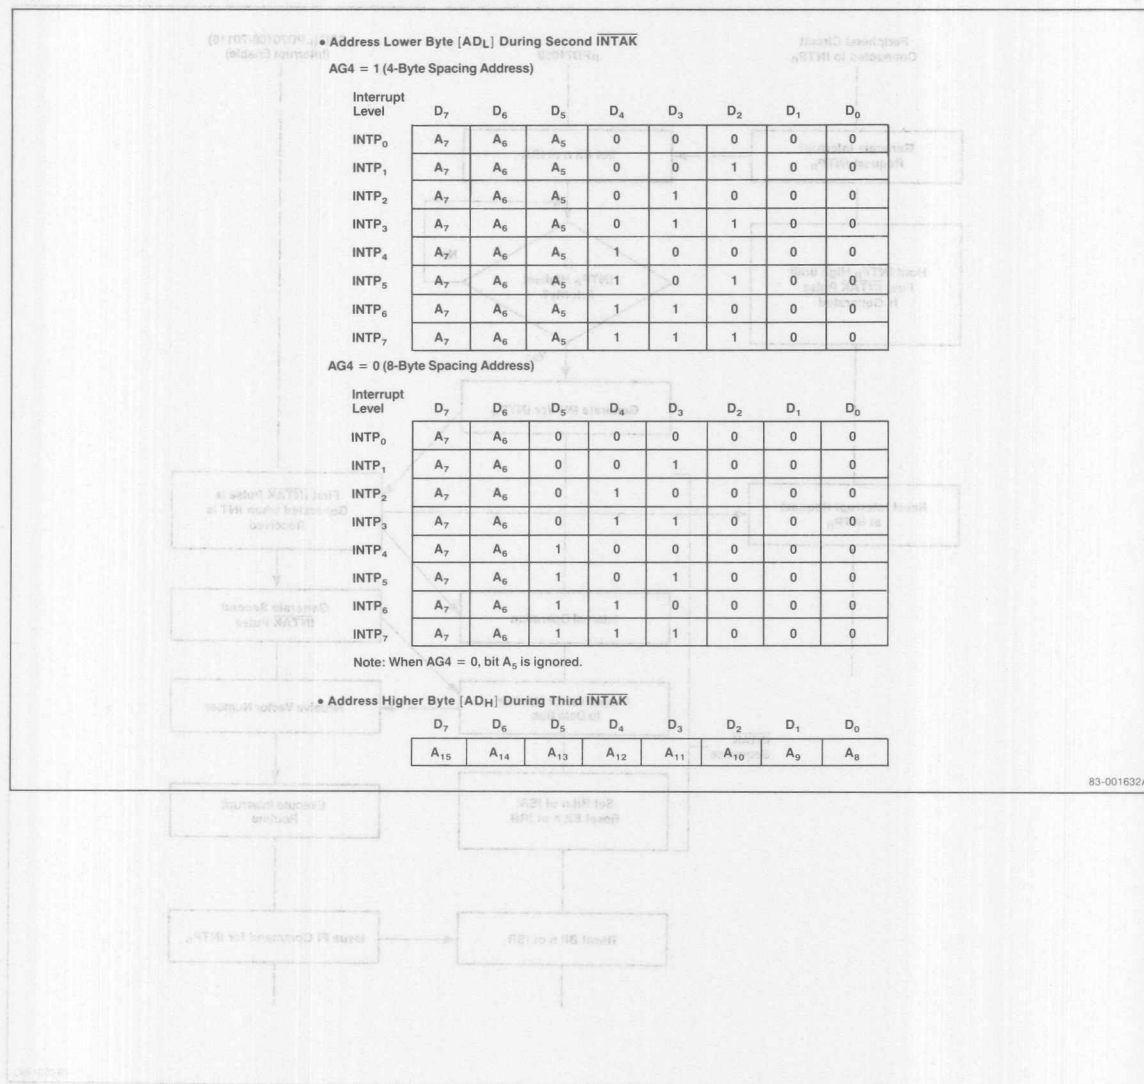 • Address Lower Byte [ADL] During Second INTAK
AG4 = 1 (4-Byte Spacing Address)
Interrupt
Level D7 D6 D5 D4 D3 D2 D1 D0
INTP0 A7 A6 A5 0 0 0 0 0
INTP1 A7 A6 A5 0 0 1 0 0
INTP2 A7 A6 A5 0 1 0 0 0
INTP3 A7 A6 A5 0 1 1 0 0
INTP4 A7 A6 A5 1 0 0 0 0
INTP5 A7 A6 A5 1 0 1 0 0
INTP6 A7 A6 A5 1 1 0 0 0
INTP7 A7 A6 A5 1 1 1 0 0
AG4 = 0 (8-Byte Spacing Address)
Interrupt
Level D7 D6 D5 D4 D3 D2 D1 D0
INTP0 A7 A6 0 0 0 0 0 0
INTP1 A7 A6 0 0 1 0 0 0
INTP2 A7 A6 0 1 0 0 0 0
INTP3 A7 A6 0 1 1 0 0 0
INTP4 A7 A6 1 0 0 0 0 0
INTP5 A7 A6 1 0 1 0 0 0
INTP6 A7 A6 1 1 0 0 0 0
INTP7 A7 A6 1 1 1 0 0 0
Note: When AG4 = 0, bit A5 is ignored.
• Address Higher Byte [ADH] During Third INTAK
D7 D6 D5 D4 D3 D2 D1 D0
A15 A14 A13 A12 A11 A10 A9 A8
83-001632A